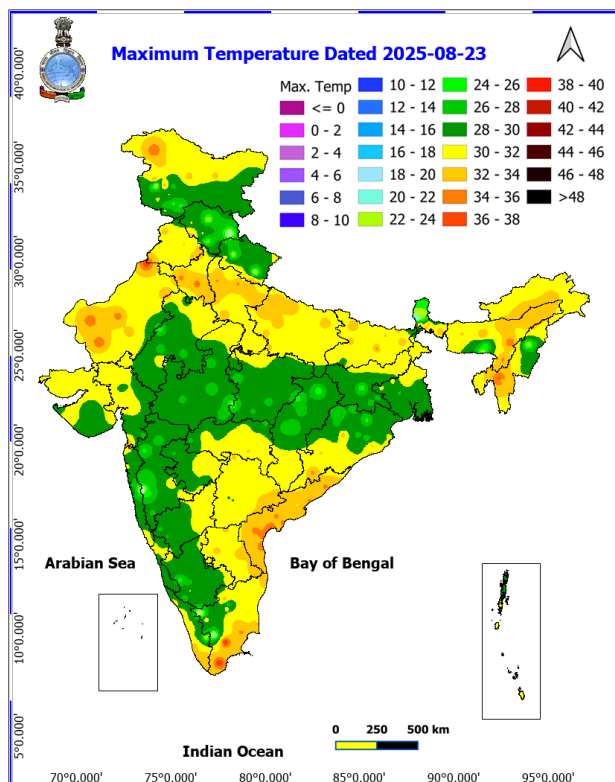 Maximum Temperature Dated 2025-08-23
Max. Temp
<= 0
0 - 2
2 - 4
4 - 6
6 - 8
8 - 10
10 - 12
12 - 14
14 - 16
16 - 18
18 - 20
20 - 22
22 - 24
24 - 26
26 - 28
28 - 30
30 - 32
32 - 34
34 - 36
36 - 38
38 - 40
40 - 42
42 - 44
44 - 46
46 - 48
>48
40°0.000'
35°0.000'
30°0.000'
25°0.000'
20°0.000'
15°0.000'
10°0.000'
5°0.000'
Arabian Sea
Bay of Bengal
0 250 500 km
Indian Ocean
70°0.000' 75°0.000' 80°0.000' 85°0.000' 90°0.000' 95°0.000'